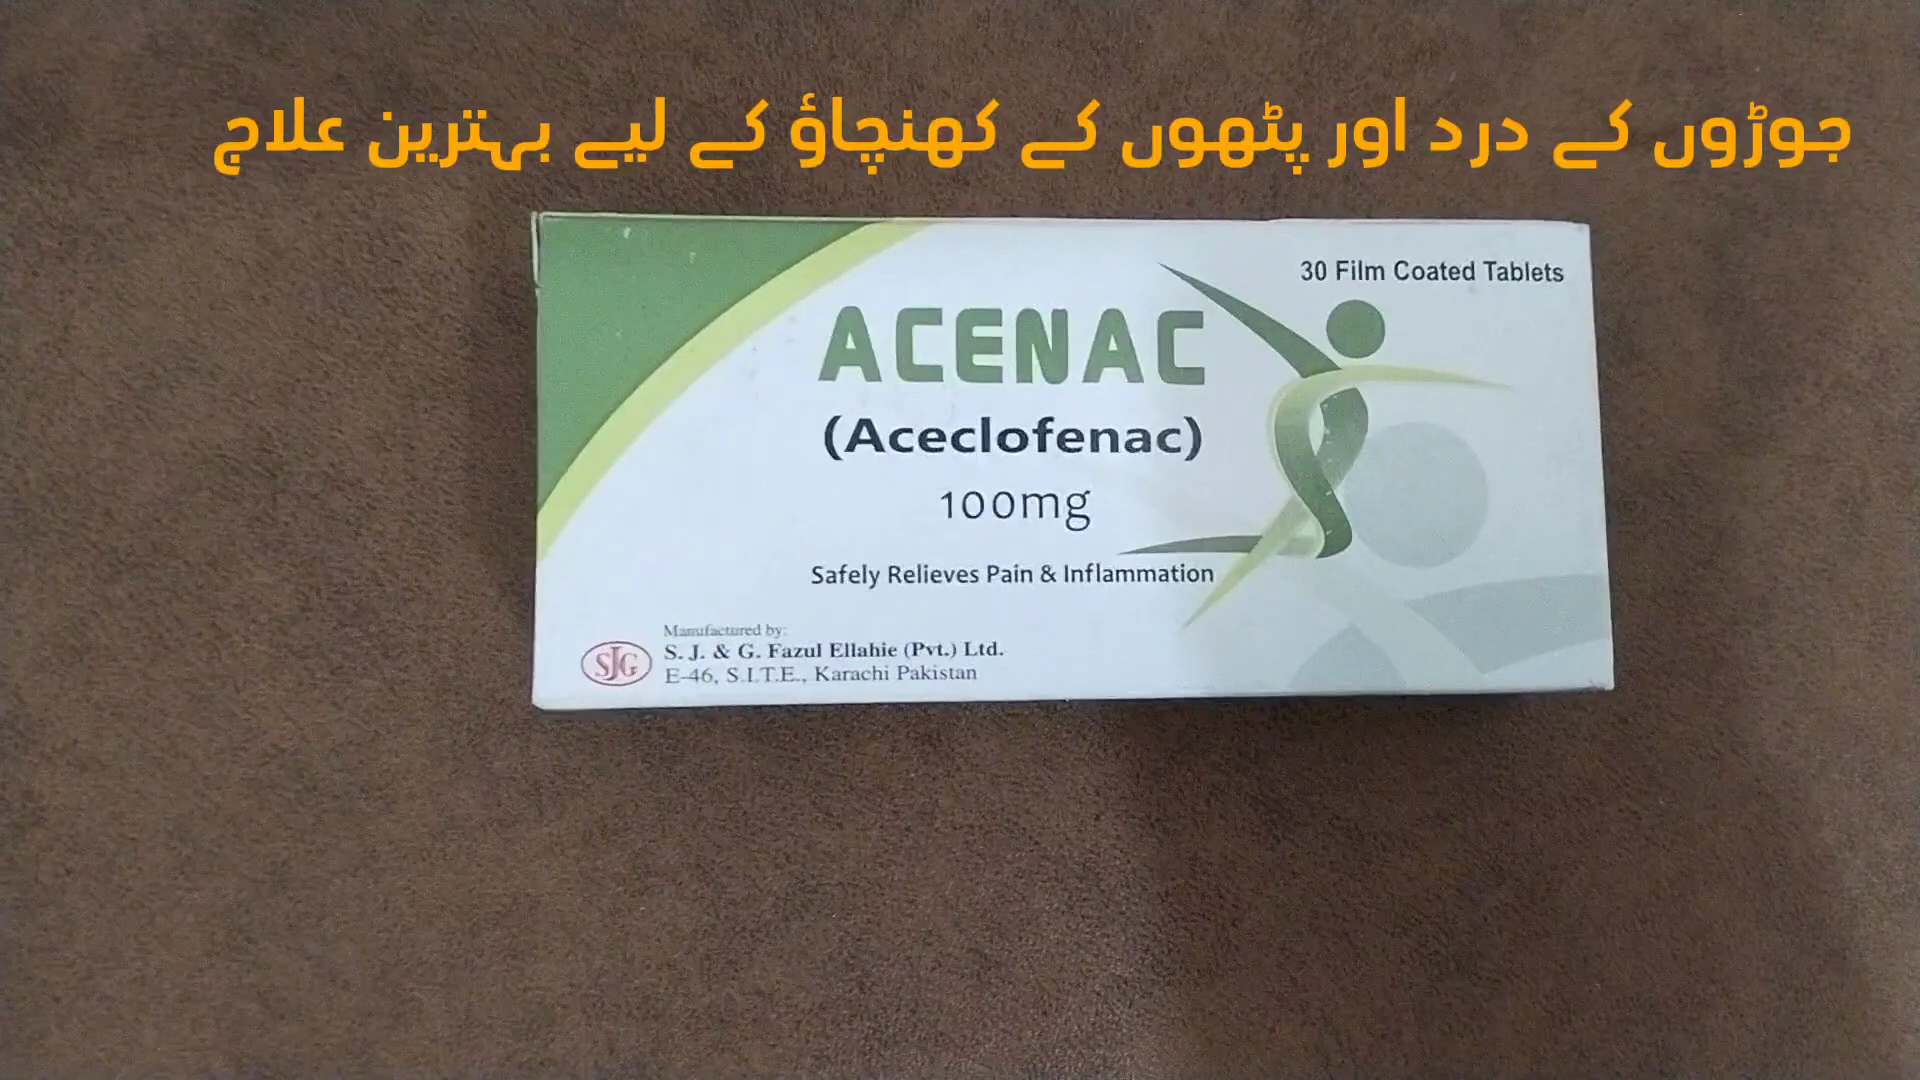 جوڑوں کے درد اور پٹھوں کے کھنچاؤ کے لیے بہترین علاج
30 Film Coated Tablets
ACENAC
(Aceclofenac)
100mg
Safely Relieves Pain & Inflammation
Manufactured by:
SJG
S. J. & G. Fazul Ellahie (Pvt.) Ltd.
E-46, S.I.T.E., Karachi Pakistan